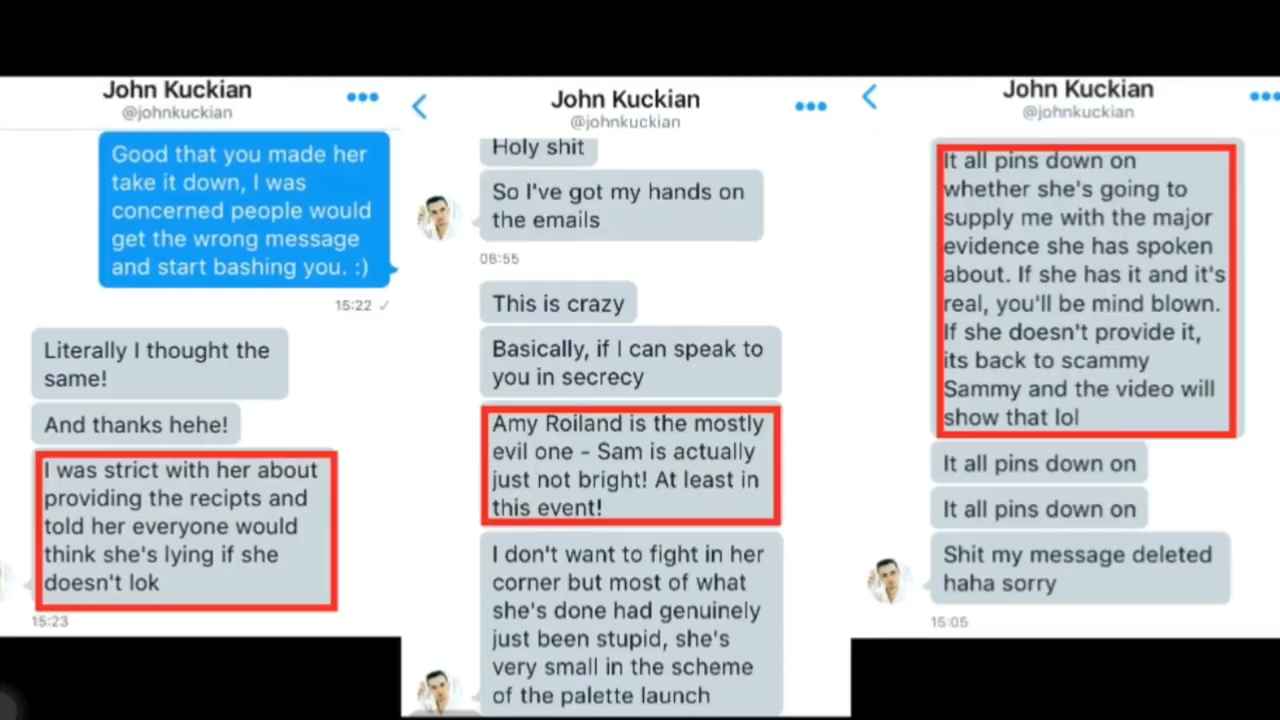 John Kuckian
@johnkuckian
Good that you made her
take it down, I was
concerned people would
get the wrong message
and start bashing you. :)
15:22 ✓
Literally I thought the
same!
And thanks hehe!
I was strict with her about
providing the recipts and
told her everyone would
think she's lying if she
doesn't lok
15:23
John Kuckian
@johnkuckian
Holy shit
So I've got my hands on
the emails
08:55
This is crazy
Basically, if I can speak to
you in secrecy
Amy Roiland is the mostly
evil one - Sam is actually
just not bright! At least in
this event!
I don't want to fight in her
corner but most of what
she's done had genuinely
just been stupid, she's
very small in the scheme
of the palette launch
John Kuckian
@johnkuckian
It all pins down on
whether she's going to
supply me with the major
evidence she has spoken
about. If she has it and it's
real, you'll be mind blown.
If she doesn't provide it,
its back to scammy
Sammy and the video will
show that lol
It all pins down on
It all pins down on
Shit my message deleted
haha sorry
15:05